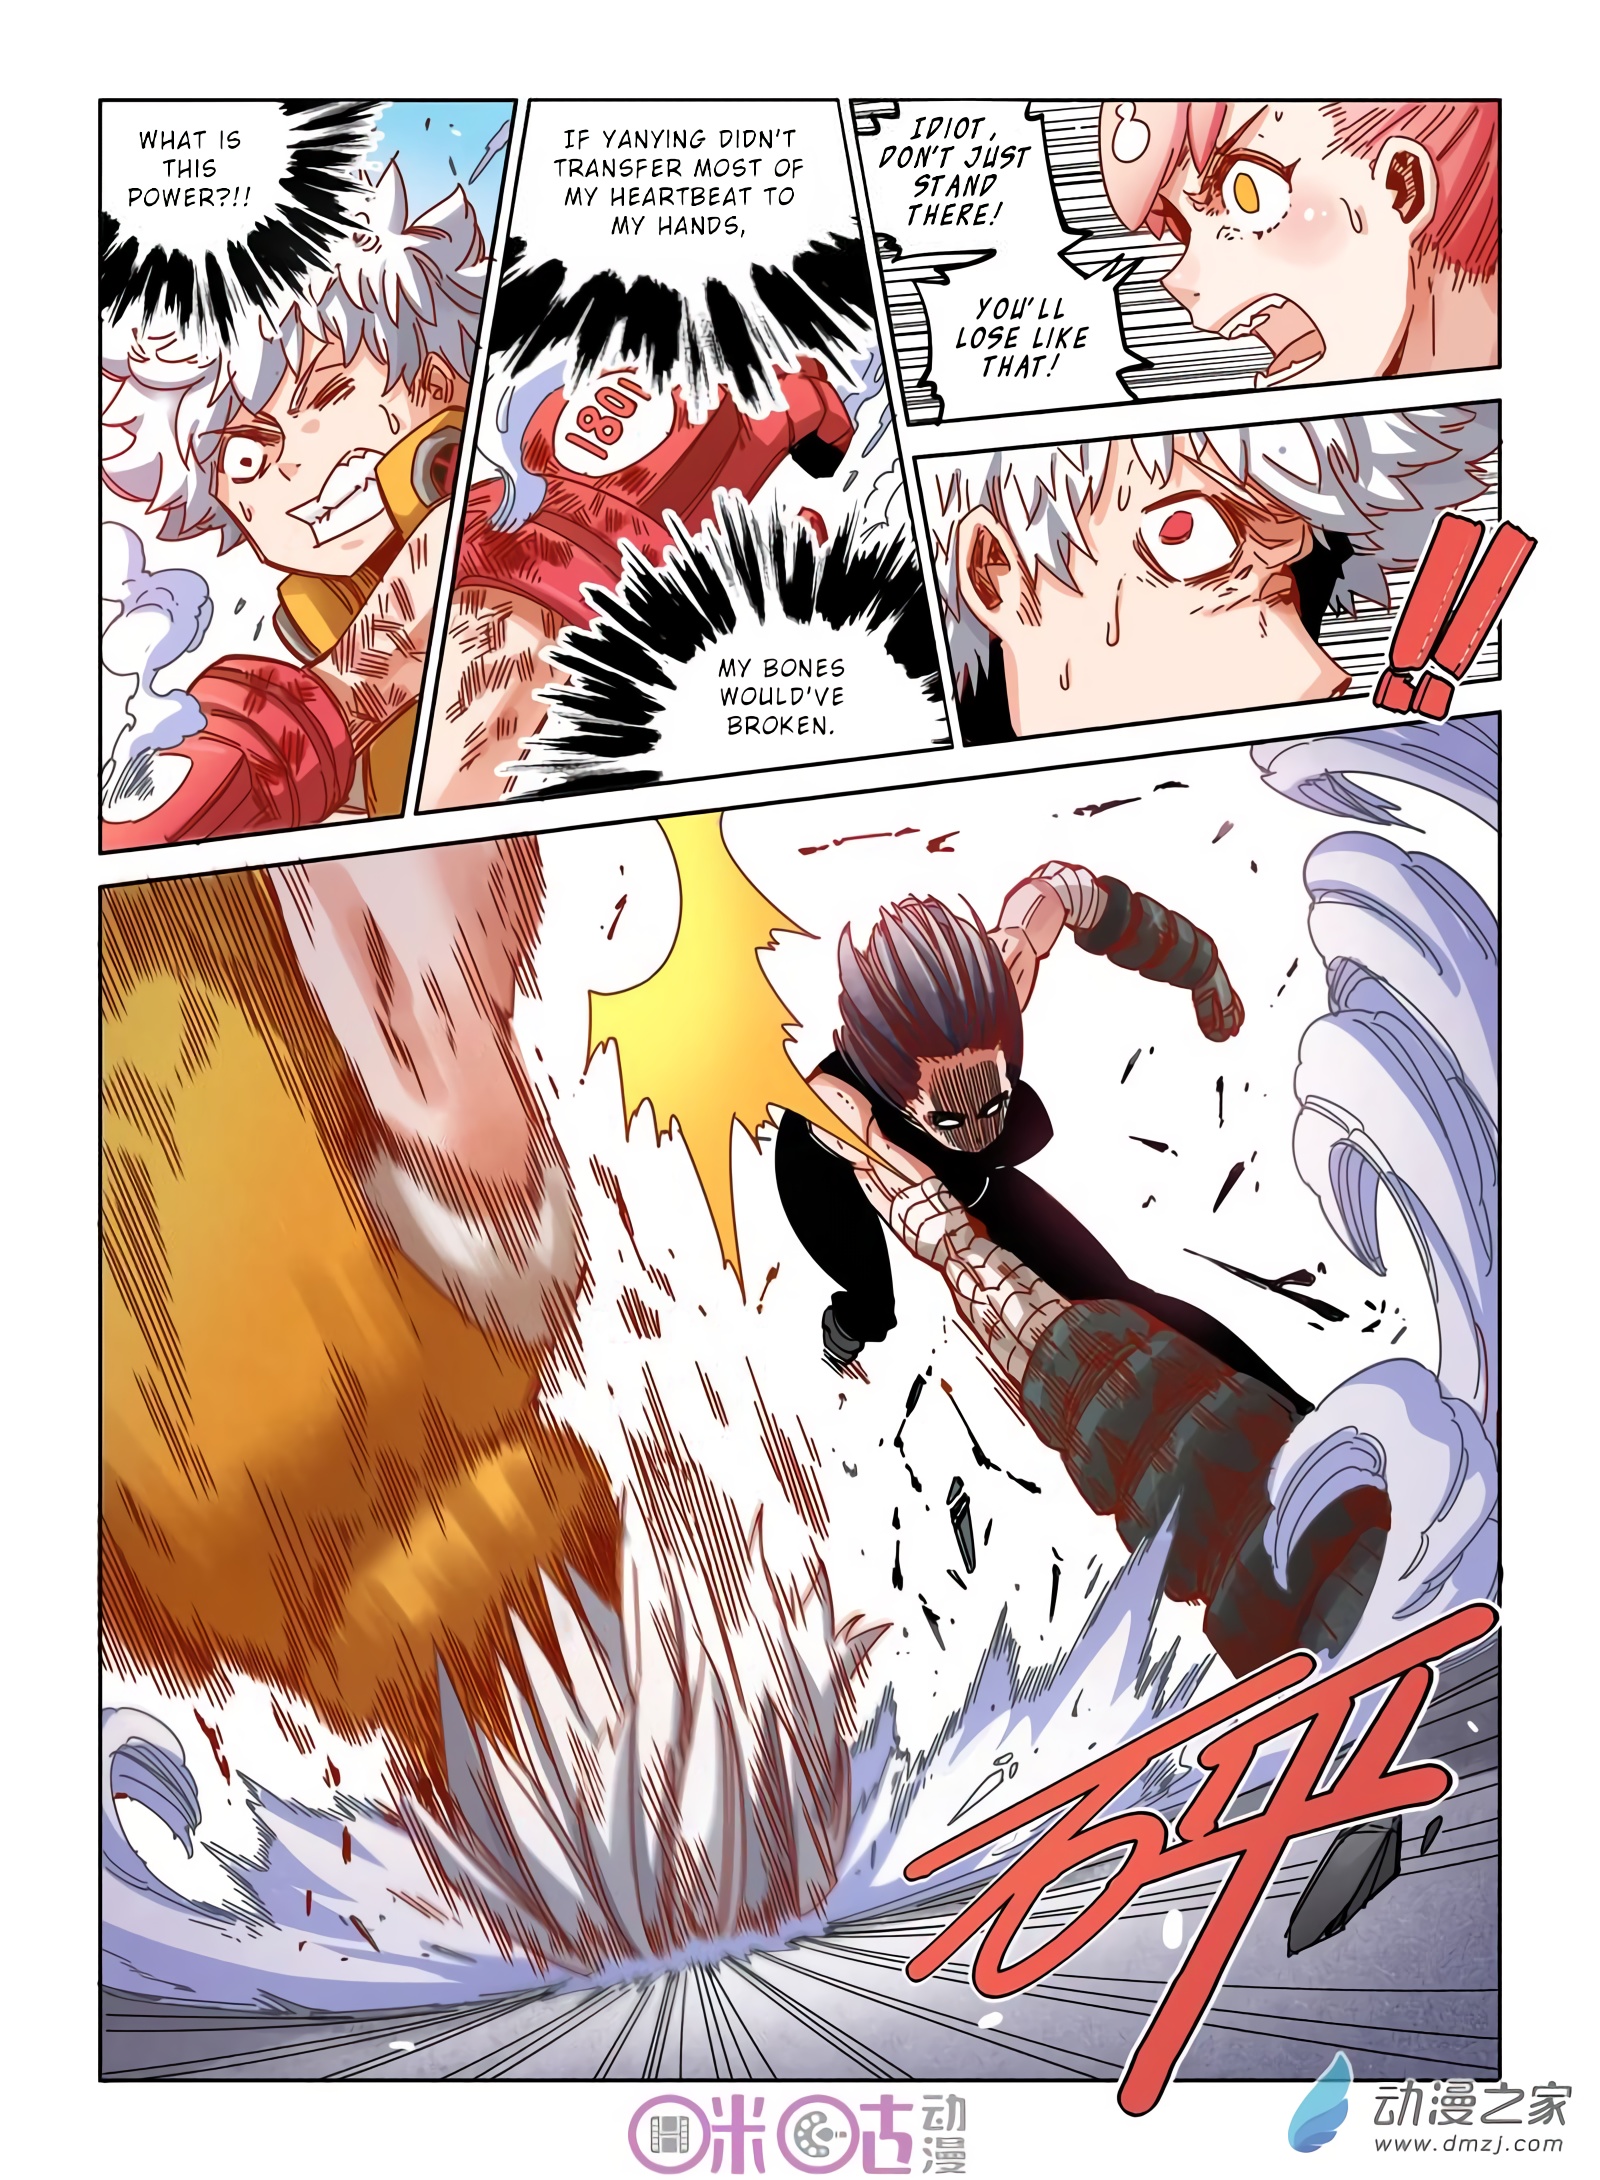 WHAT IS
THIS
POWER?!!
IF YANYING DIDN'T
TRANSFER MOST OF
MY HEARTBEAT TO
MY HANDS,
1801
MY BONES
WOULD'VE
BROKEN.
IDIOT,
DON'T JUST
STAND
THERE!
YOU'LL
LOSE LIKE
THAT!
!!
砰
咪咕
动漫
动漫之家
www.dmzj.com